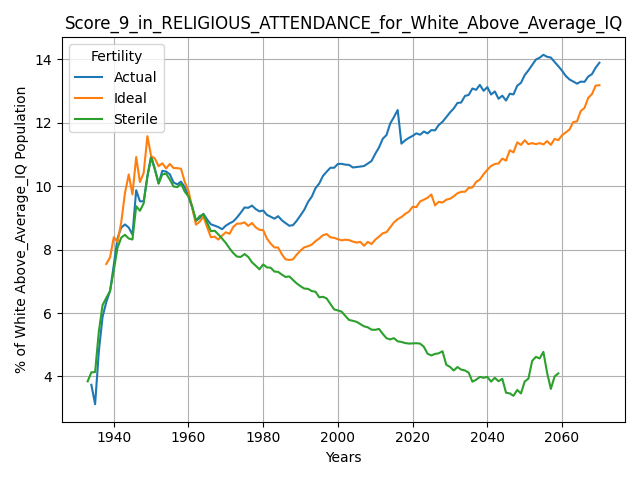 Score_9_in_RELIGIOUS_ATTENDANCE_for_White_Above_Average_IQ
Fertility
Actual
Ideal
Sterile
% of White Above_Average_IQ Population
14
12
10
8
6
4
1940 1960 1980 2000 2020 2040 2060
Years